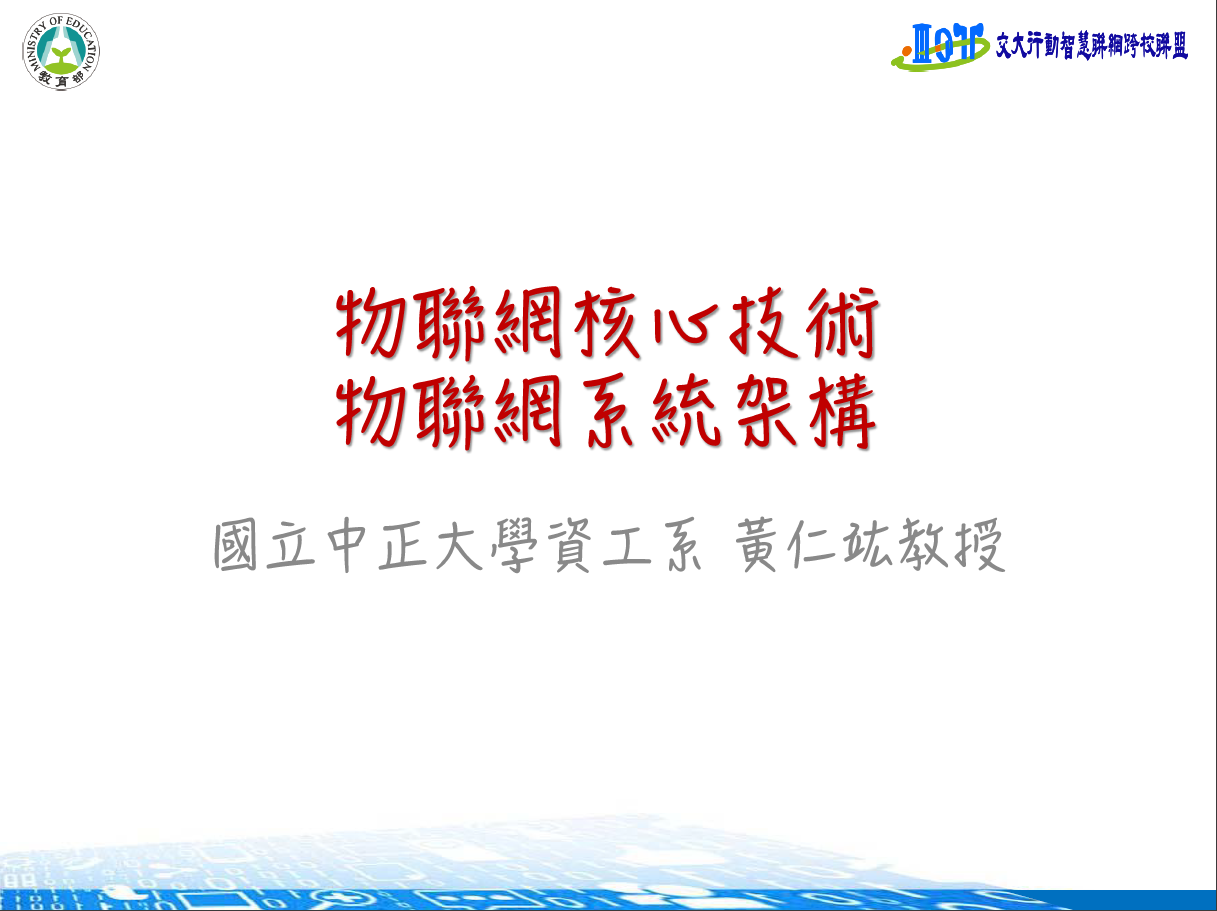 MINISTRY OF EDUCATION
教育部
交大行動智慧聯網跨校聯盟
物聯網核心技術
物聯網系統架構
國立中正大學資工系 黃仁竑教授